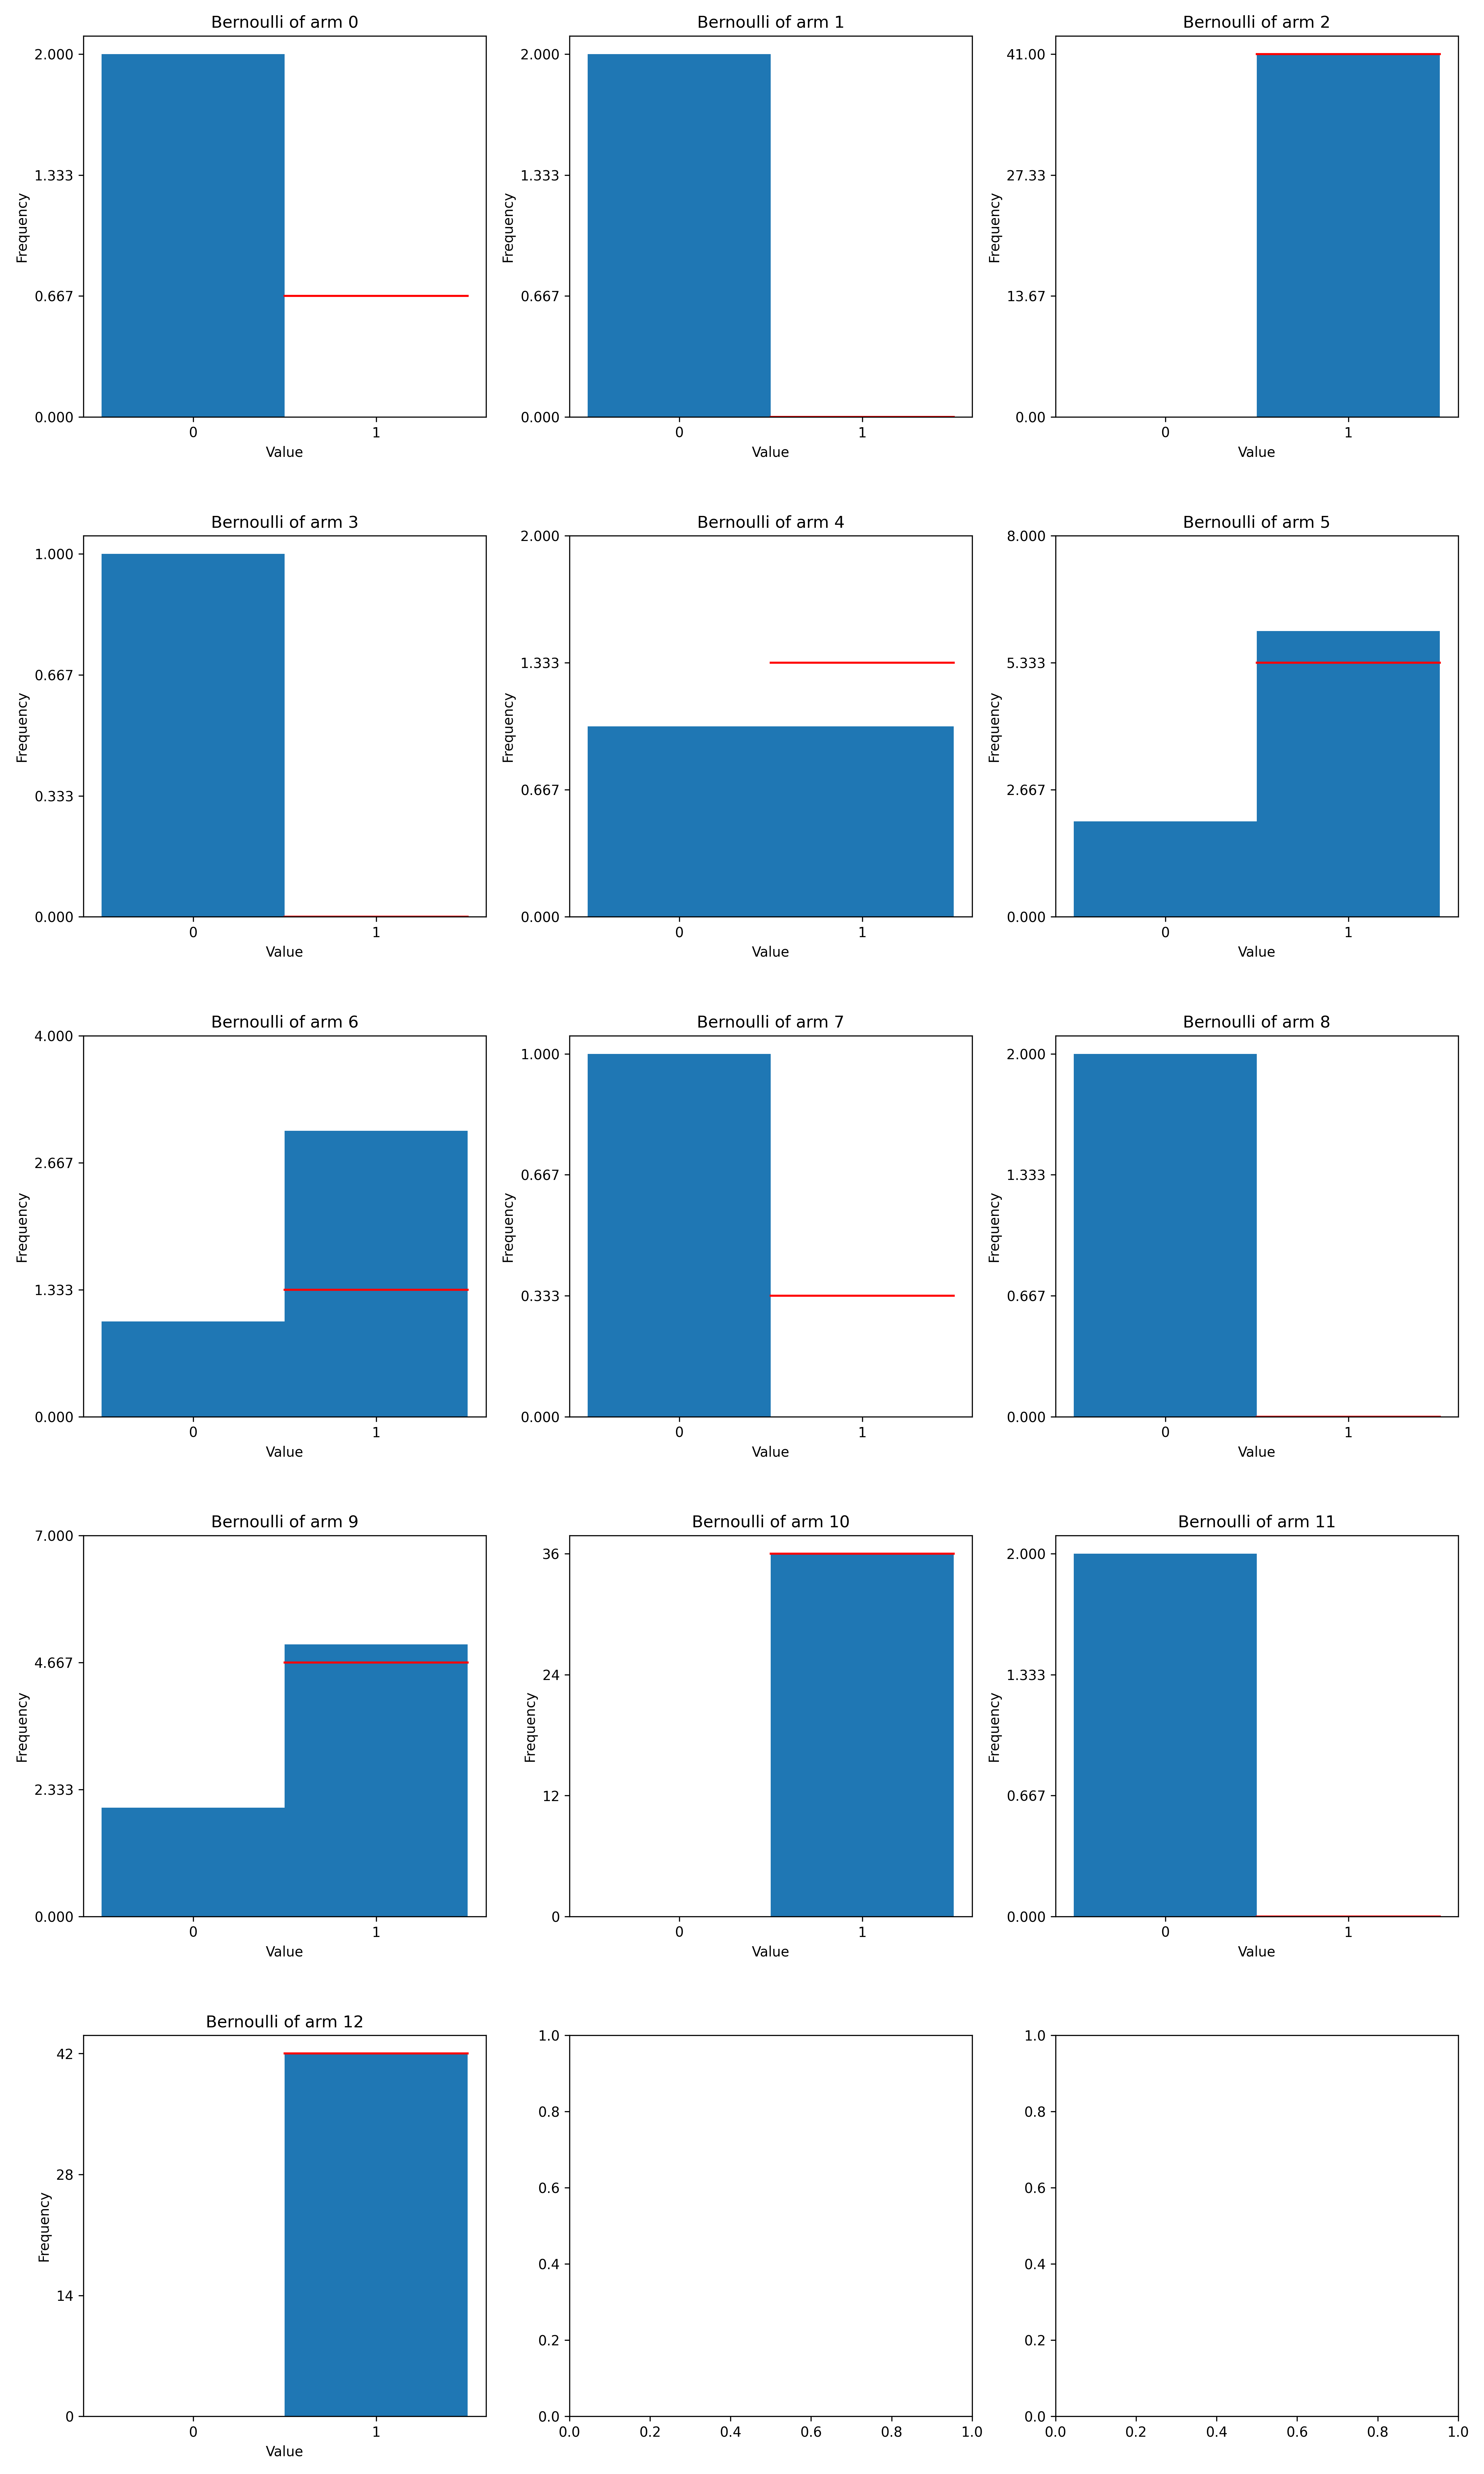 Bernoulli of arm 0
2.000
1.333
0.667
0.000
Frequency
0 1
Value
Bernoulli of arm 1
2.000
1.333
0.667
0.000
Frequency
0 1
Value
Bernoulli of arm 2
41.00
27.33
13.67
0.00
Frequency
0 1
Value
Bernoulli of arm 3
1.000
0.667
0.333
0.000
Frequency
0 1
Value
Bernoulli of arm 4
2.000
1.333
0.667
0.000
Frequency
0 1
Value
Bernoulli of arm 5
8.000
5.333
2.667
0.000
Frequency
0 1
Value
Bernoulli of arm 6
4.000
2.667
1.333
0.000
Frequency
0 1
Value
Bernoulli of arm 7
1.000
0.667
0.333
0.000
Frequency
0 1
Value
Bernoulli of arm 8
2.000
1.333
0.667
0.000
Frequency
0 1
Value
Bernoulli of arm 9
7.000
4.667
2.333
0.000
Frequency
0 1
Value
Bernoulli of arm 10
36
24
12
0
Frequency
0 1
Value
Bernoulli of arm 11
2.000
1.333
0.667
0.000
Frequency
0 1
Value
Bernoulli of arm 12
42
28
14
0
Frequency
0 1
Value
1.0
0.8
0.6
0.4
0.2
0.0
0.0 0.2 0.4 0.6 0.8 1.0
1.0
0.8
0.6
0.4
0.2
0.0
0.0 0.2 0.4 0.6 0.8 1.0